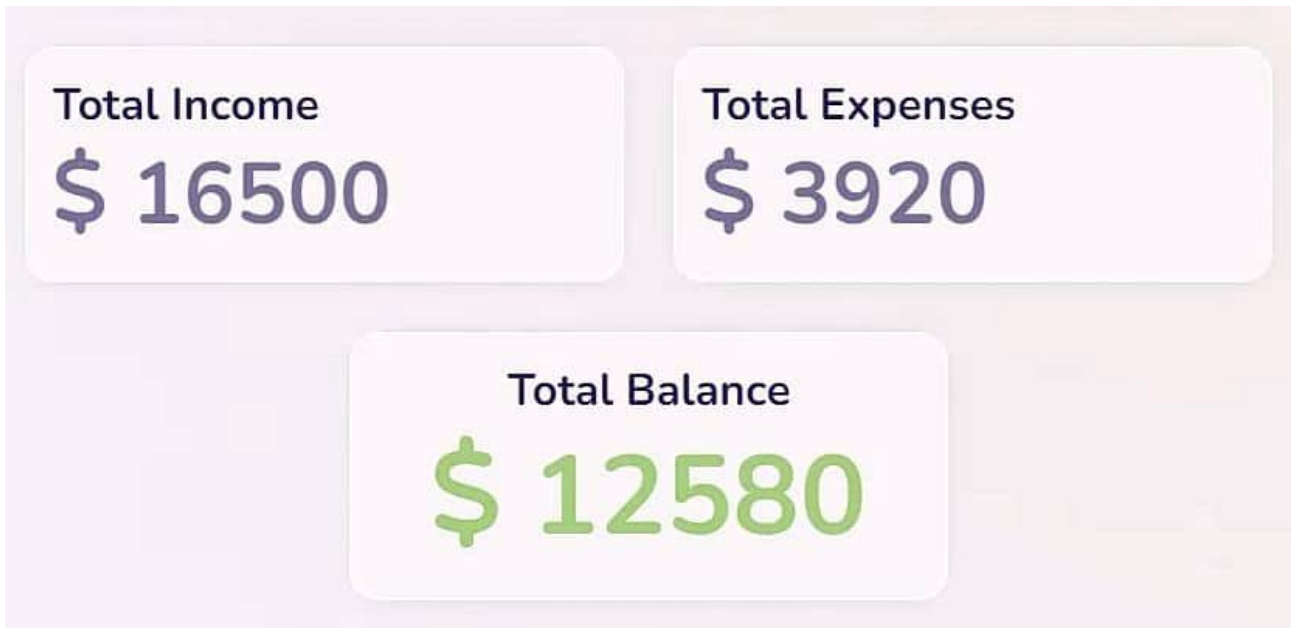 Total Income
$ 16500
Total Expenses
$ 3920
Total Balance
$ 12580